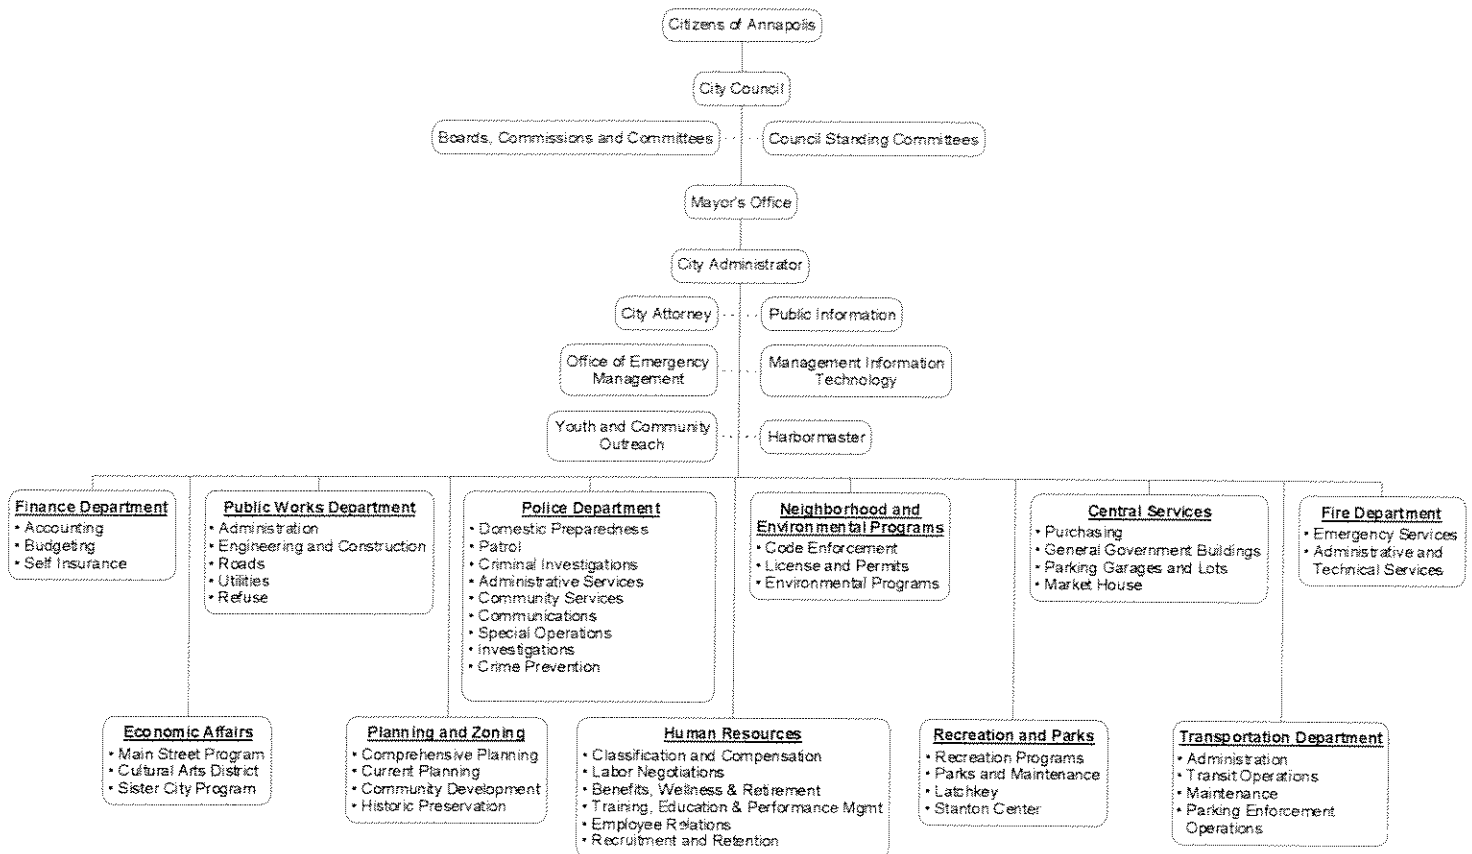 Citizens of Annapolis
City Council
Boards, Commissions and Committees
Council Standing Committees
Mayor's Office
City Administrator
City Attorney
Public Information
Office of Emergency
Management
Management Information
Technology
Youth and Community
Outreach
Harbormaster
Finance Department
• Accounting
• Budgeting
• Self Insurance
Public Works Department
• Administration
• Engineering and Construction
• Roads
• Utilities
• Refuse
Police Department
• Domestic Preparedness
• Patrol
• Criminal Investigations
• Administrative Services
• Community Services
• Communications
• Special Operations
• Investigations
• Crime Prevention
Neighborhood and
Environmental Programs
• Code Enforcement
• License and Permits
• Environmental Programs
Central Services
• Purchasing
• General Government Buildings
• Parking Garages and Lots
• Market House
Fire Department
• Emergency Services
• Administrative and
Technical Services
Economic Affairs
• Main Street Program
• Cultural Arts District
• Sister City Program
Planning and Zoning
• Comprehensive Planning
• Current Planning
• Community Development
• Historic Preservation
Human Resources
• Classification and Compensation
• Labor Negotiations
• Benefits, Wellness & Retirement
• Training, Education & Performance Mgmt
• Employee Relations
• Recruitment and Retention
Recreation and Parks
• Recreation Programs
• Parks and Maintenance
• Latchkey
• Stanton Center
Transportation Department
• Administration
• Transit Operations
• Maintenance
• Parking Enforcement
Operations